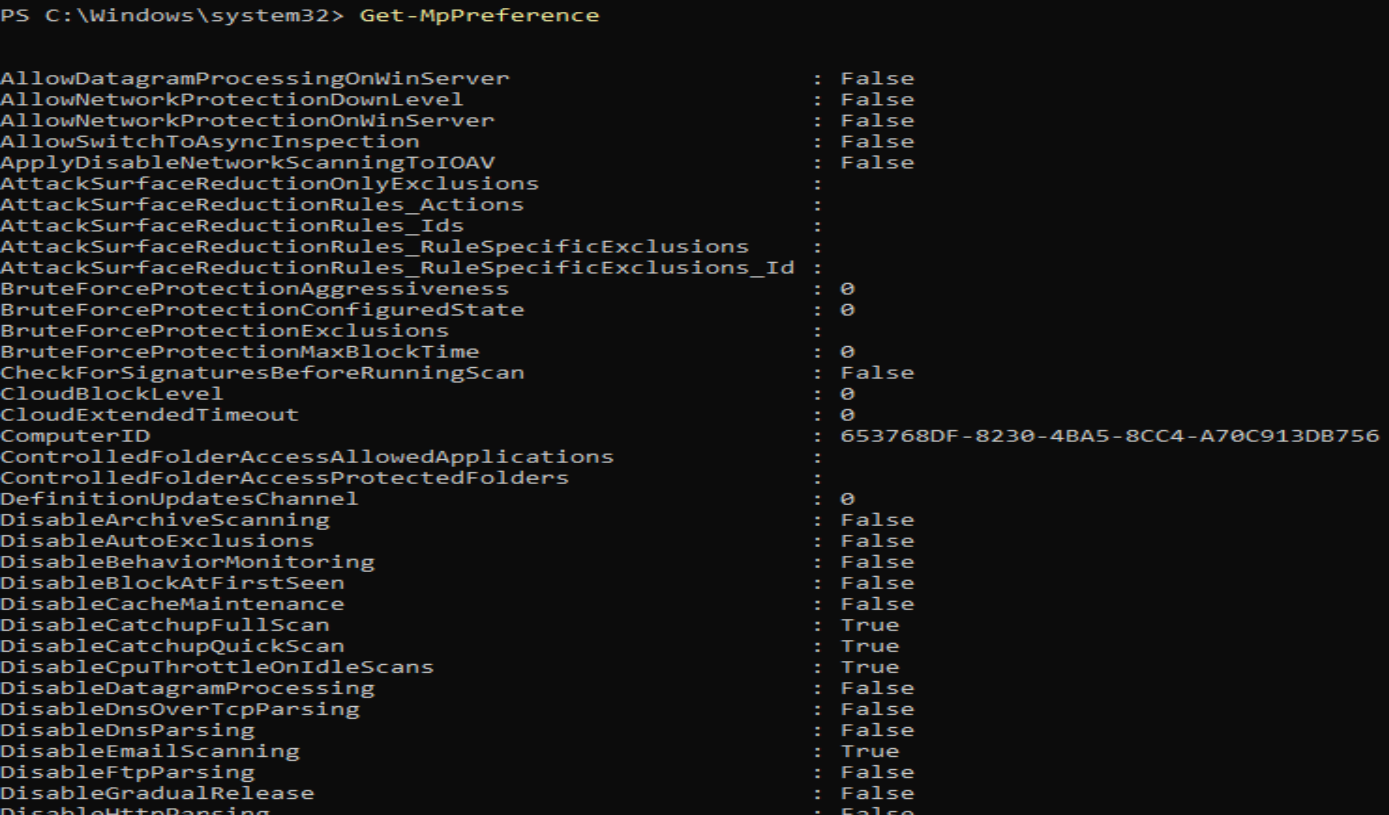 PS C:\Windows\system32> Get-MpPreference
AllowDatagramProcessingOnWinServer : False
AllowNetworkProtectionDownLevel : False
AllowNetworkProtectionOnWinServer : False
AllowSwitchToAsyncInspection : False
ApplyDisableNetworkScanningToIOAV : False
AttackSurfaceReductionOnlyExclusions :
AttackSurfaceReductionRules_Actions :
AttackSurfaceReductionRules_Ids :
AttackSurfaceReductionRules_RuleSpecificExclusions :
AttackSurfaceReductionRules_RuleSpecificExclusions_Id :
BruteForceProtectionAggressiveness : 0
BruteForceProtectionConfiguredState : 0
BruteForceProtectionExclusions :
BruteForceProtectionMaxBlockTime : 0
CheckForSignaturesBeforeRunningScan : False
CloudBlockLevel : 0
CloudExtendedTimeout : 0
ComputerID : 653768DF-8230-4BA5-8CC4-A70C913DB756
ControlledFolderAccessAllowedApplications :
ControlledFolderAccessProtectedFolders :
DefinitionUpdatesChannel : 0
DisableArchiveScanning : False
DisableAutoExclusions : False
DisableBehaviorMonitoring : False
DisableBlockAtFirstSeen : False
DisableCacheMaintenance : False
DisableCatchupFullScan : True
DisableCatchupQuickScan : True
DisableCpuThrottleOnIdleScans : True
DisableDatagramProcessing : False
DisableDnsOverTcpParsing : False
DisableDnsParsing : False
DisableEmailScanning : True
DisableFtpParsing : False
DisableGradualRelease : False
DisableHttpParsing : False